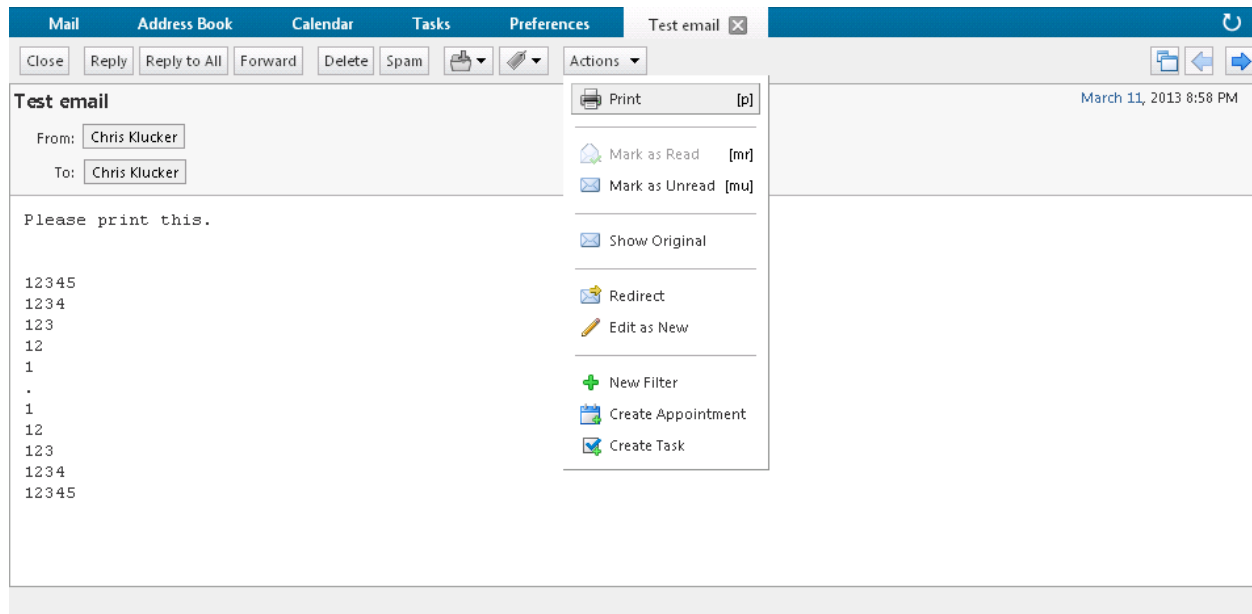 Mail Address Book Calendar Tasks Preferences Test email
Close Reply Reply to All Forward Delete Spam Actions
Test email
March 11, 2013 8:58 PM
From: Chris Klucker
To: Chris Klucker
Print [p]
Mark as Read [mr]
Mark as Unread [mu]
Show Original
Redirect
Edit as New
New Filter
Create Appointment
Create Task
Please print this.
12345
1234
123
12
1
.
1
12
123
1234
12345